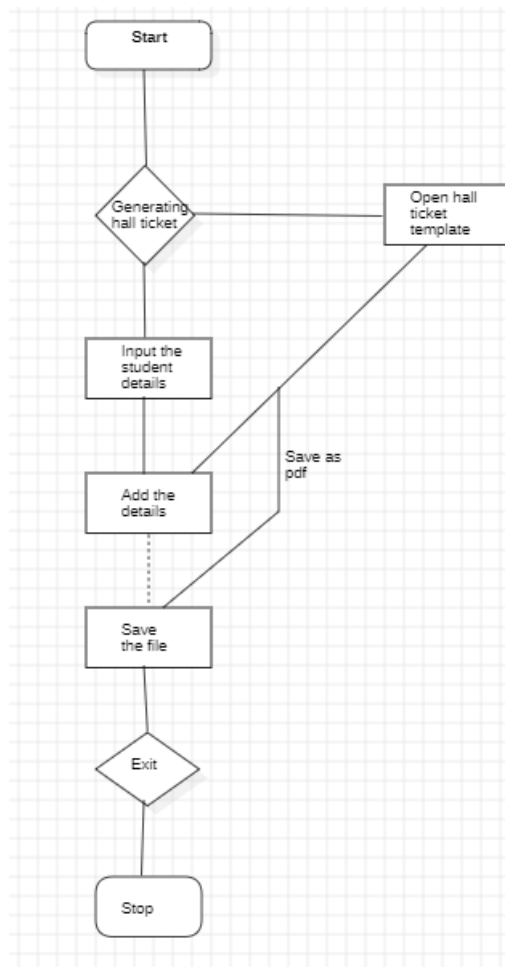 Start
Generating
hall ticket
Open hall
ticket
template
Input the
student
details
Save as
pdf
Add the
details
Save
the file
Exit
Stop